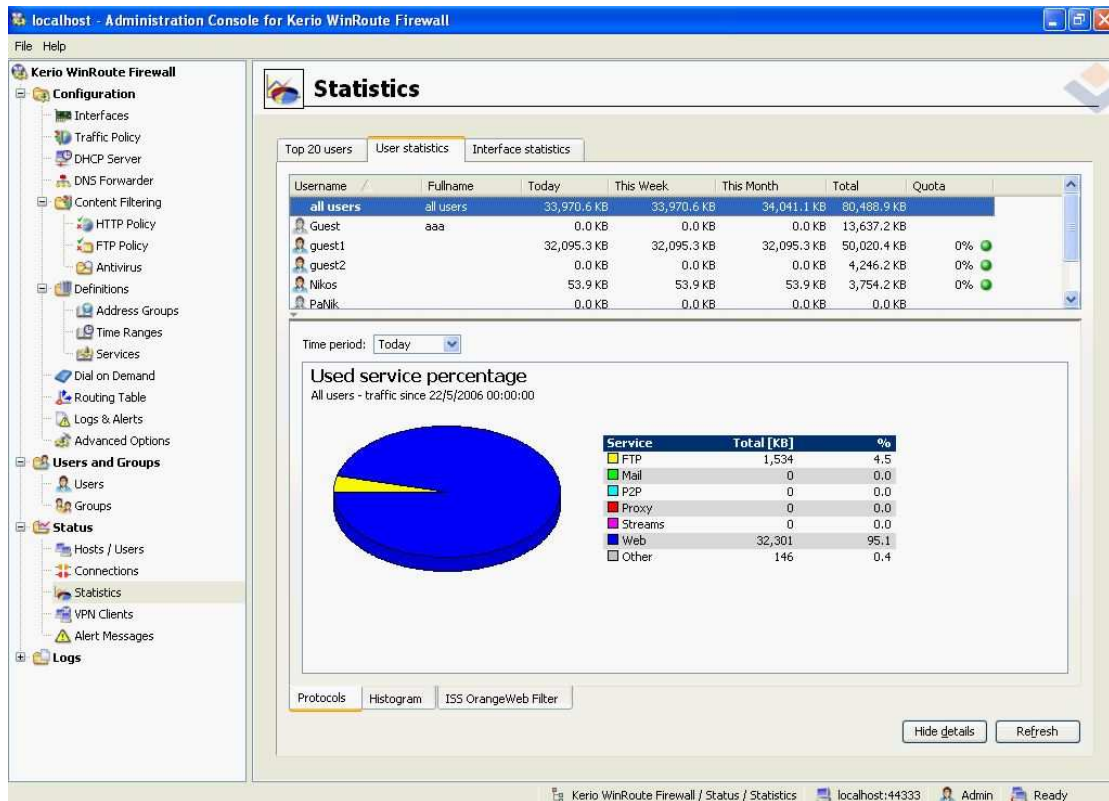 localhost - Administration Console for Kerio WinRoute Firewall
File Help
Kerio WinRoute Firewall
Configuration
Interfaces
Traffic Policy
DHCP Server
DNS Forwarder
Content Filtering
HTTP Policy
FTP Policy
Antivirus
Definitions
Address Groups
Time Ranges
Services
Dial on Demand
Routing Table
Logs & Alerts
Advanced Options
Users and Groups
Users
Groups
Status
Hosts / Users
Connections
Statistics
VPN Clients
Alert Messages
Logs
Statistics
Top 20 users User statistics Interface statistics
Username Fullname Today This Week This Month Total Quota
all users all users 33,970.6 KB 33,970.6 KB 34,041.1 KB 80,488.9 KB
Guest aaa 0.0 KB 0.0 KB 0.0 KB 13,637.2 KB
guest1 32,095.3 KB 32,095.3 KB 32,095.3 KB 50,020.4 KB 0%
guest2 0.0 KB 0.0 KB 0.0 KB 4,246.2 KB 0%
Nikos 53.9 KB 53.9 KB 53.9 KB 3,754.2 KB 0%
PaNik 0.0 KB 0.0 KB 0.0 KB 0.0 KB
Time period: Today
Used service percentage
All users - traffic since 22/5/2006 00:00:00
Service Total [KB] %
FTP 1,534 4.5
Mail 0 0.0
P2P 0 0.0
Proxy 0 0.0
Streams 0 0.0
Web 32,301 95.1
Other 146 0.4
Protocols Histogram ISS OrangeWeb Filter
Hide details Refresh
Kerio WinRoute Firewall / Status / Statistics localhost:44333 Admin Ready